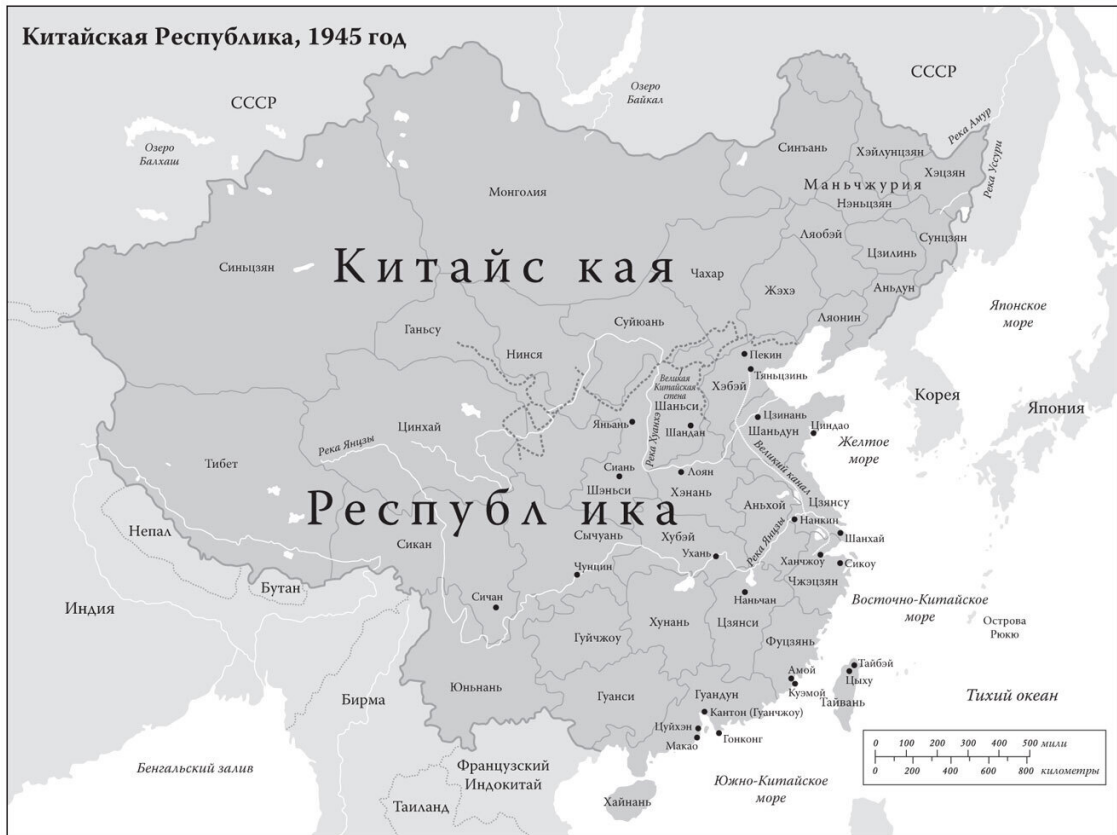 Китайская Республика, 1945 год
СССР
СССР
Озеро
Байкал
Озеро
Балхаш
Река Амур
Река Уссури
Синъань
Хэйлунцзян
Хэцзян
Маньчжурия
Нэньцзян
Монголия
Ляобэй
Сунцзян
Цзилинь
Синьцзян
Китайс кая
Чахар
Жэхэ
Аньдун
Ляонин
Японское
море
Ганьсу
Суйюань
Нинся
Пекин
Тяньцзинь
Великая
Китайская
стена
Хэбэй
Корея
Япония
Шаньси
Цзинань
Циндао
Яньань
Шандан
Шаньдун
Цинхай
Река Янцзы
Река Хуанхэ
Желтое
море
Тибет
Великий канал
Сиань
Лоян
Шэньси
Хэнань
Цзянсу
Аньхой
Республ ика
Нанкин
Непал
Сикан
Сычуань
Хубэй
Река Янцзы
Шанхай
Ухань
Ханчжоу
Сикоу
Чунцин
Чжэцзян
Бутан
Наньчан
Индия
Сичан
Восточно-Китайское
море
Острова
Рюкю
Гуйчжоу
Хунань
Цзянси
Фуцзянь
Тайбэй
Амой
Цыху
Куэмой
Юньнань
Гуанси
Гуандун
Тайвань
Тихий океан
Бирма
Кантон (Гуанчжоу)
Цуйхэн
Гонконг
Макао
0 100 200 300 400 500 мили
0 200 400 600 800 километры
Бенгальский залив
Французский
Индокитай
Южно-Китайское
море
Таиланд
Хайнань